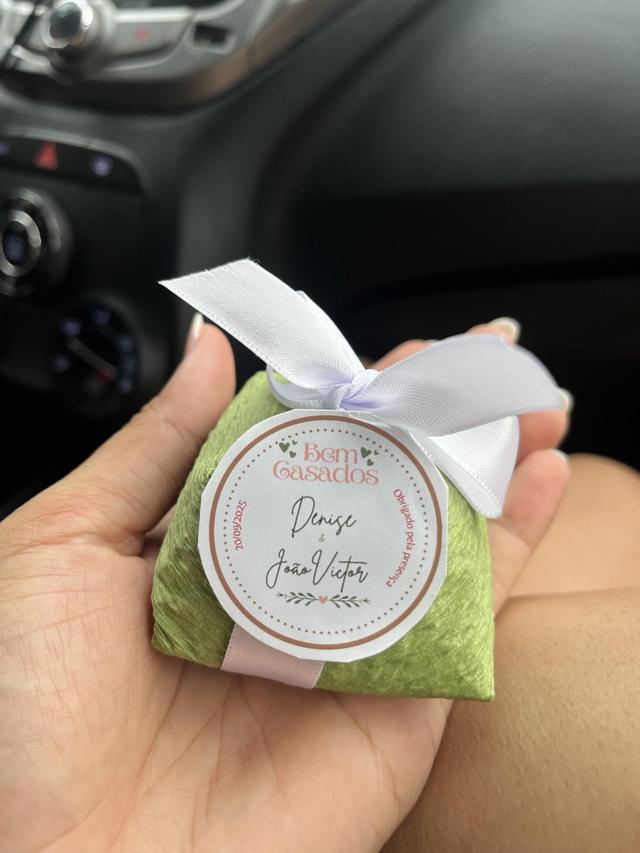 Bem
Casados
Denise
&
João Victor
20/09/2025
Obrigado pela presença